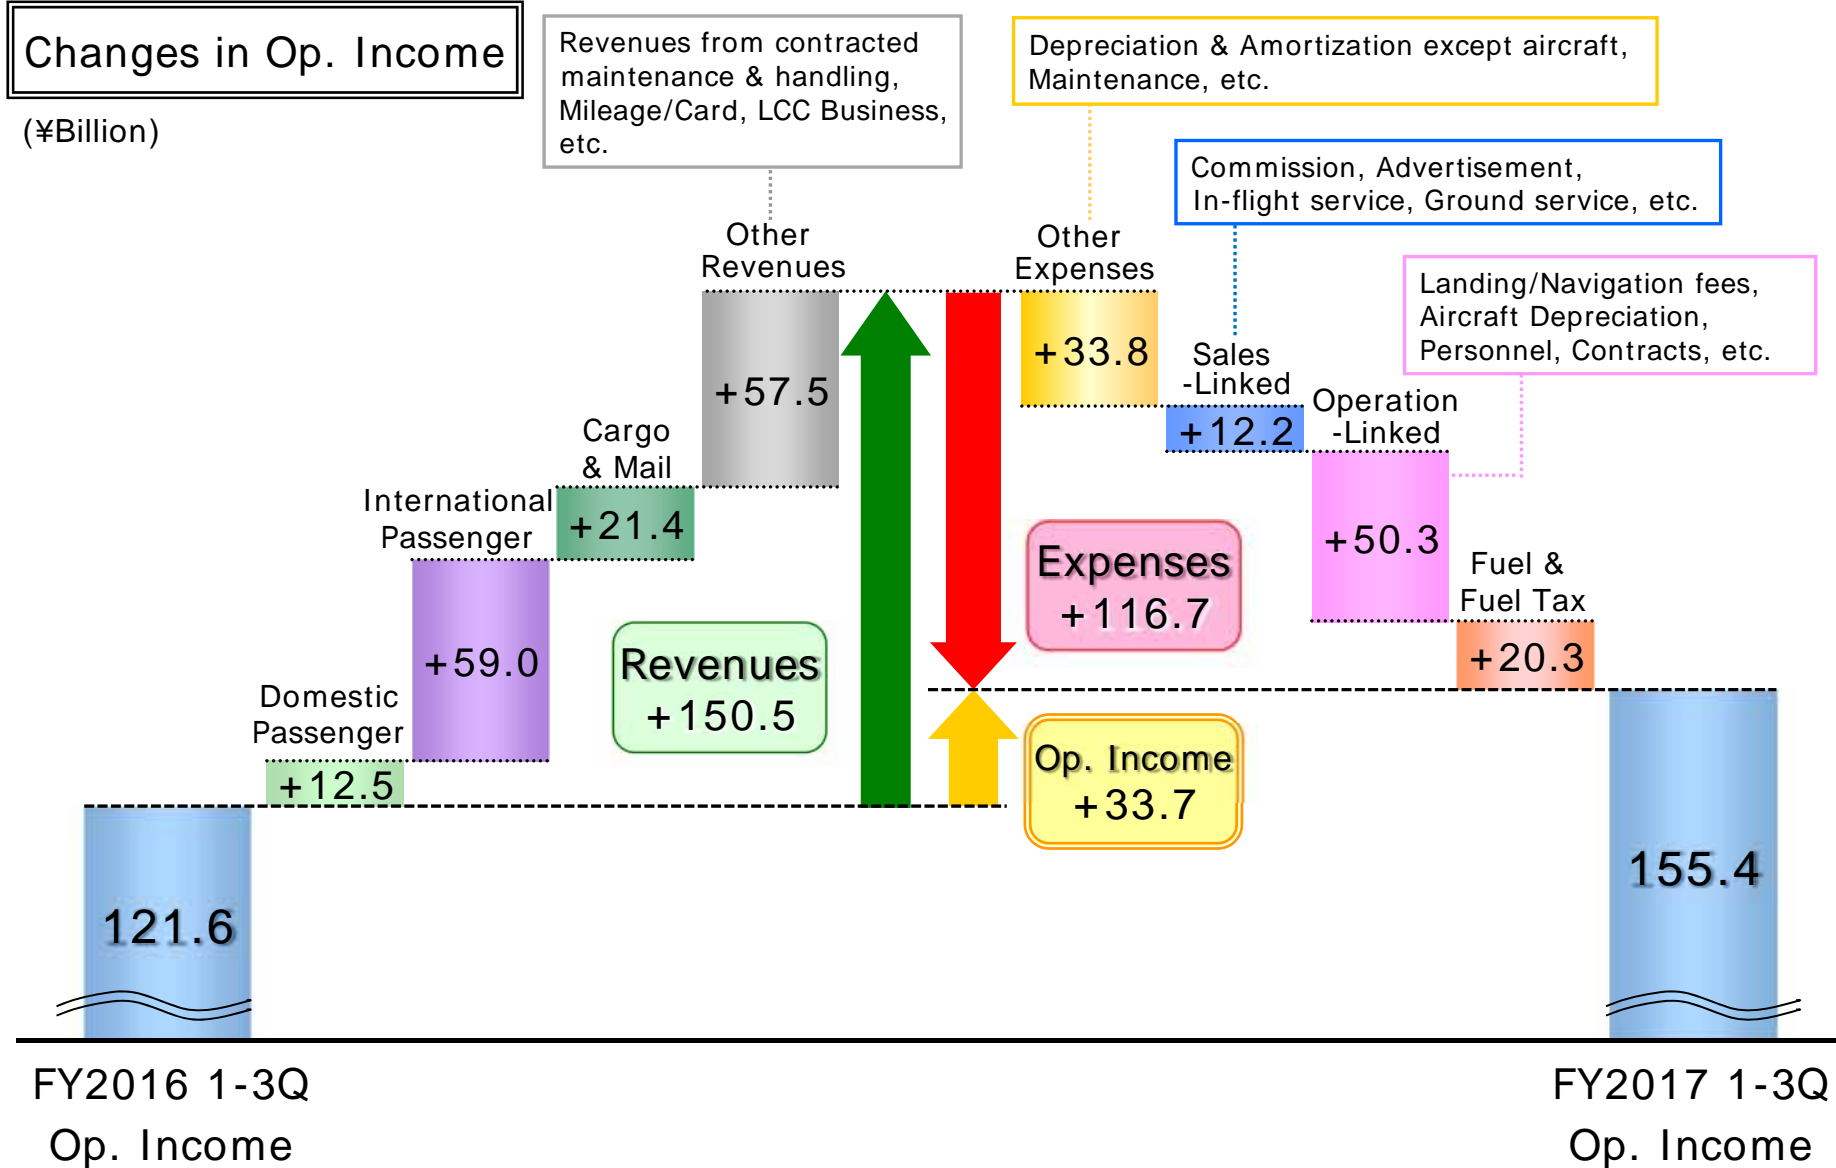 Changes in Op. Income
(¥Billion)
Revenues from contracted
maintenance & handling,
Mileage/Card, LCC Business,
etc.
Depreciation & Amortization except aircraft,
Maintenance, etc.
Commission, Advertisement,
In-flight service, Ground service, etc.
Landing/Navigation fees,
Aircraft Depreciation,
Personnel, Contracts, etc.
Other
Revenues
+57.5
Other
Expenses
+33.8
Sales
-Linked
+12.2
Operation
-Linked
+50.3
Fuel &
Fuel Tax
+20.3
Cargo
& Mail
+21.4
International
Passenger
+59.0
Domestic
Passenger
+12.5
Revenues
+150.5
Expenses
+116.7
Op. Income
+33.7
121.6
155.4
FY2016 1-3Q
Op. Income
FY2017 1-3Q
Op. Income